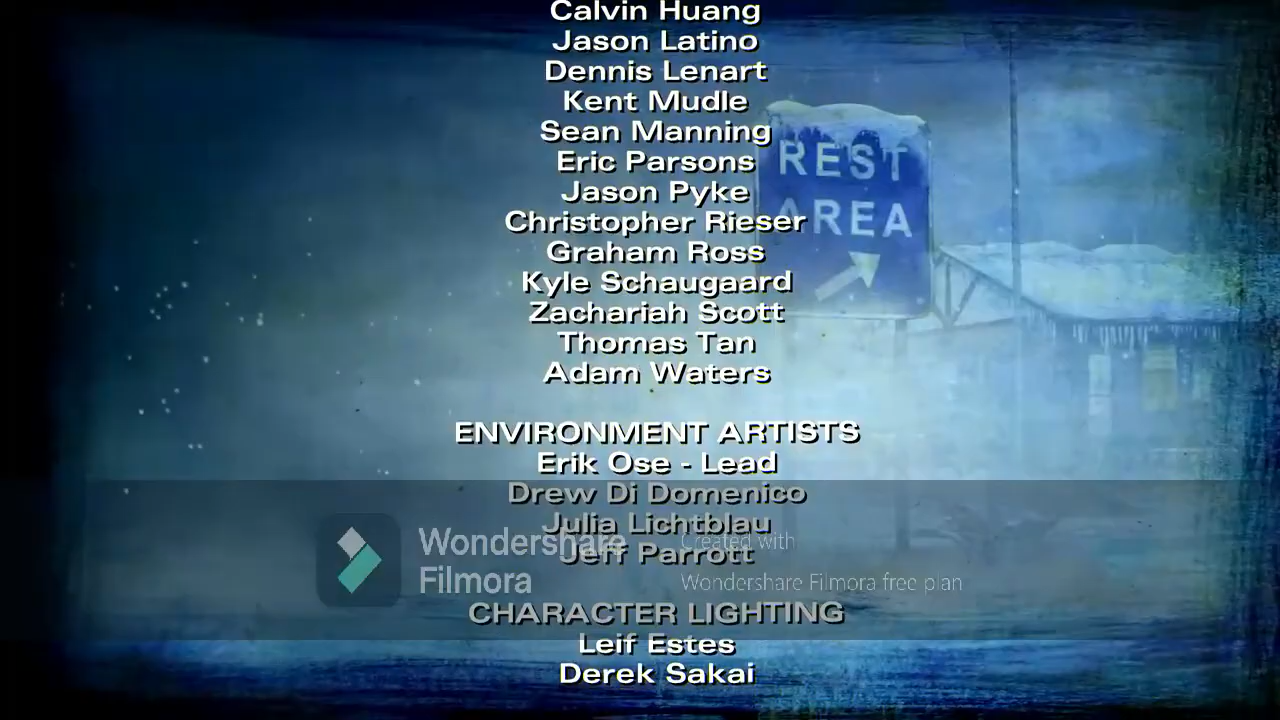 Calvin Huang
Jason Latino
Dennis Lenart
Kent Mudle
Sean Manning
Eric Parsons
Jason Pyke
Christopher Rieser
Graham Ross
Kyle Schaugaard
Zachariah Scott
Thomas Tan
Adam Waters
REST
AREA
ENVIRONMENT ARTISTS
Erik Ose - Lead
Drew Di Domenico
Julia Lichtblau
Jeff Parrott
Wondershare
Filmora
Created with
Wondershare Filmora free plan
CHARACTER LIGHTING
Leif Estes
Derek Sakai